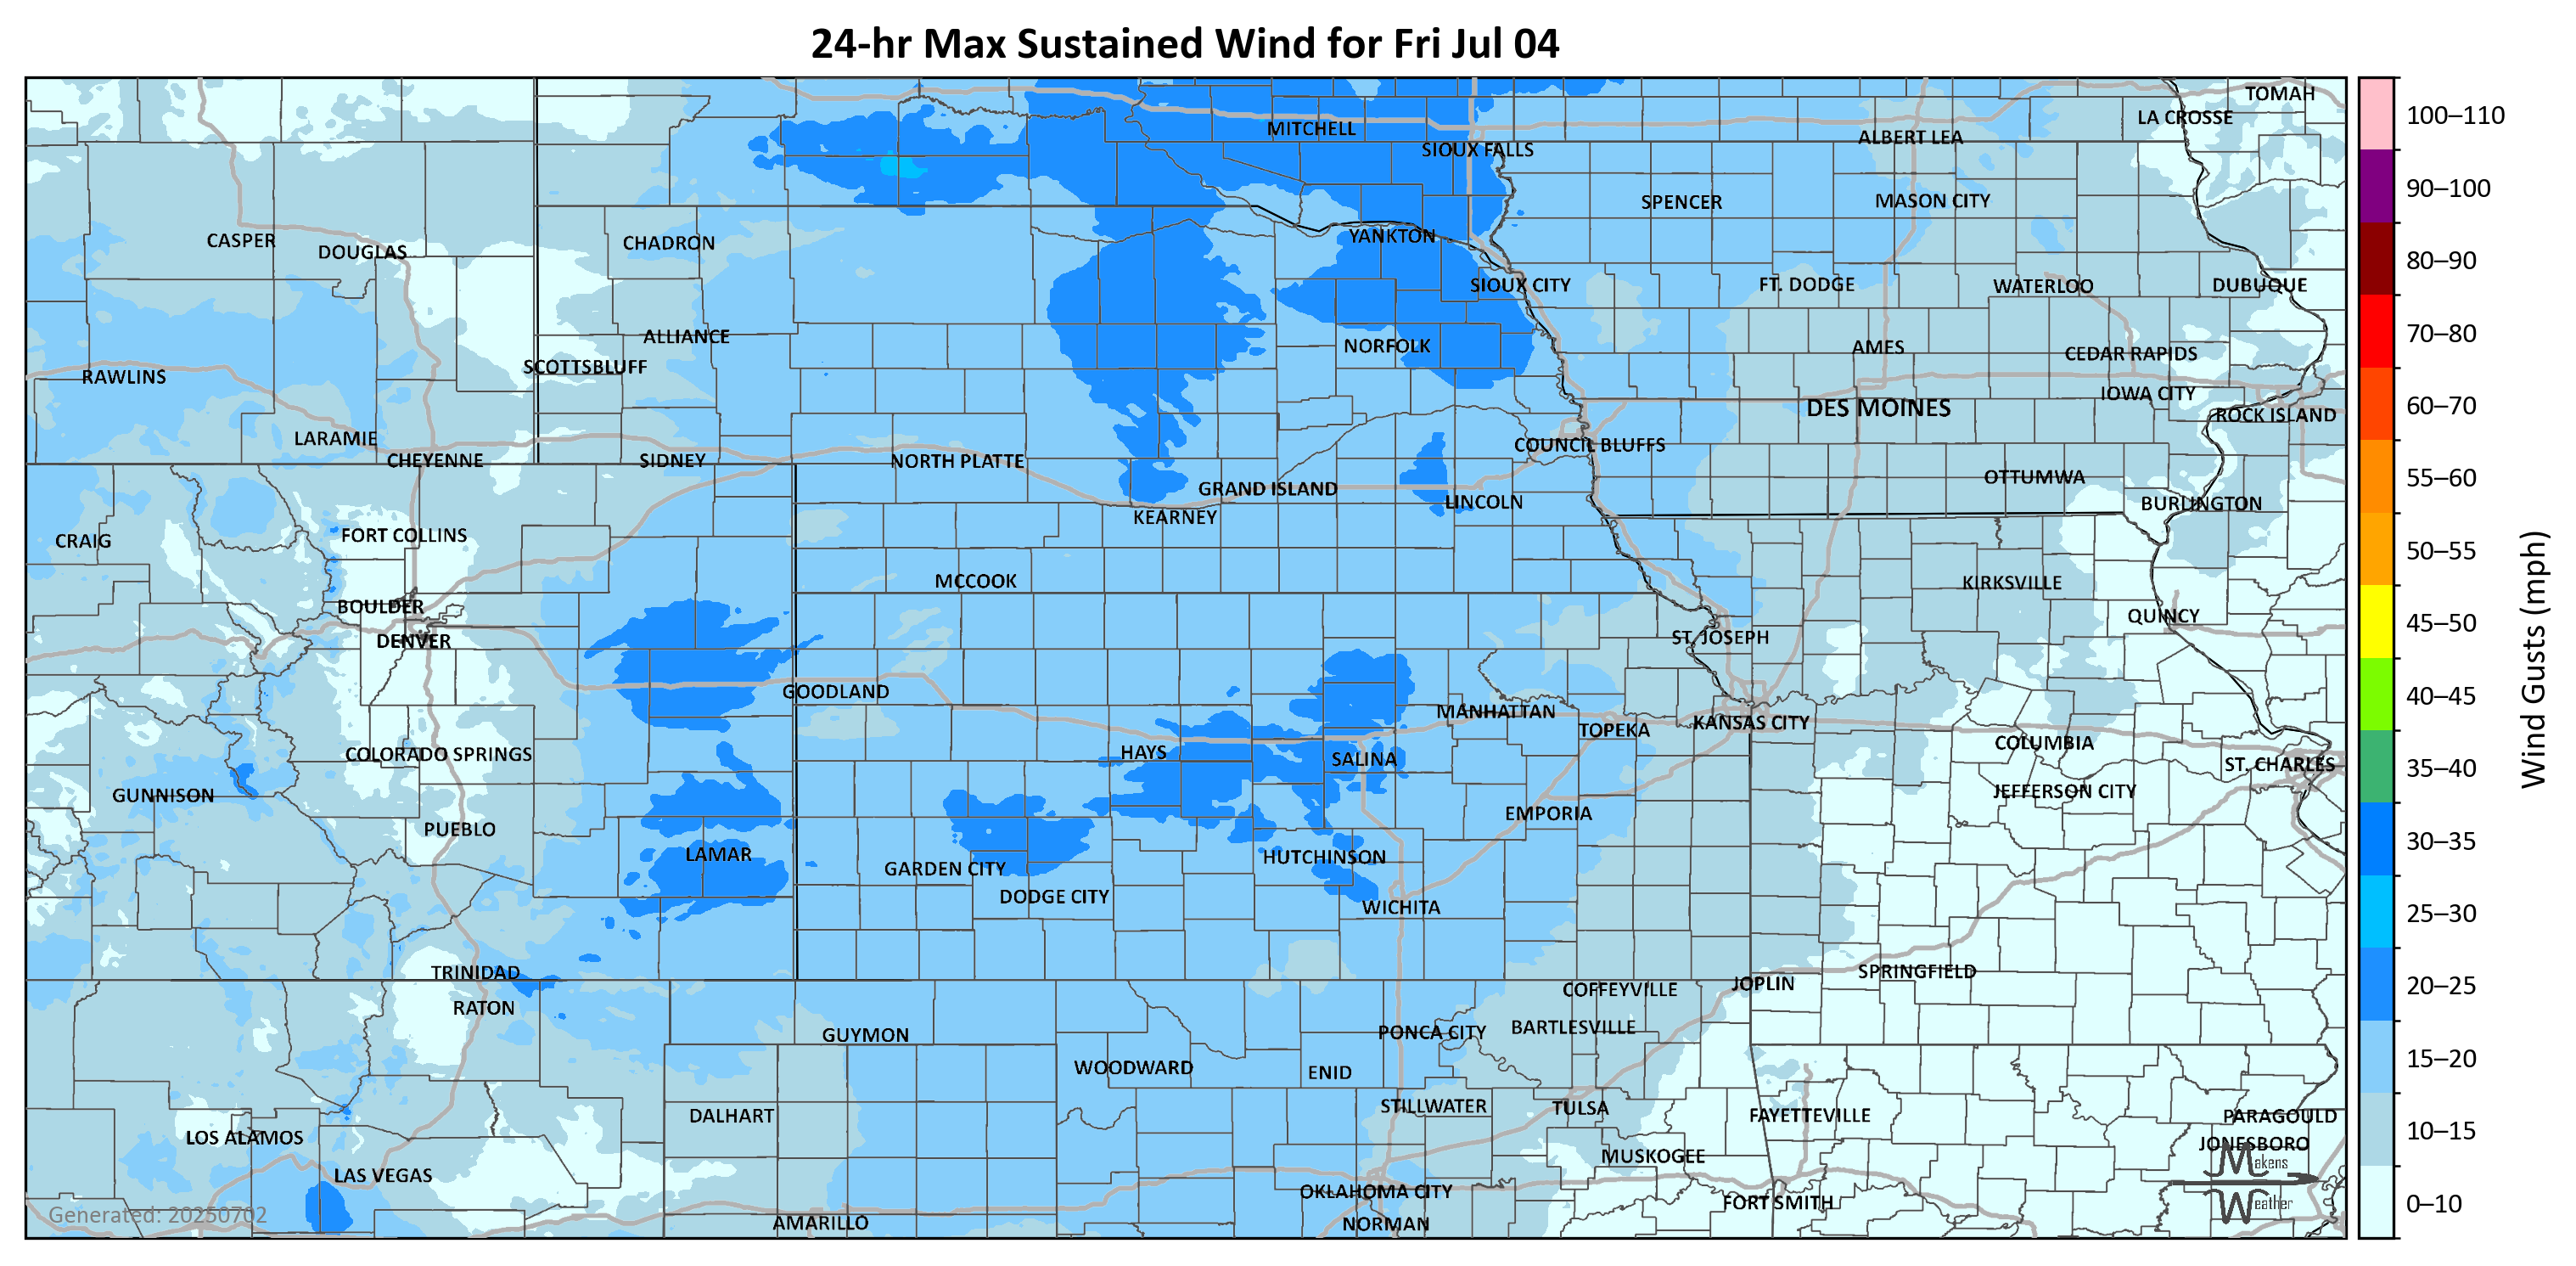 24-hr Max Sustained Wind for Fri Jul 04
TOMAH
LA CROSSE
MITCHELL
ALBERT LEA
SIOUX FALLS
SPENCER
MASON CITY
CASPER
DOUGLAS
CHADRON
YANKTON
SIOUX CITY
FT. DODGE
WATERLOO
DUBUQUE
ALLIANCE
NORFOLK
AMES
CEDAR RAPIDS
SCOTTSBLUFF
RAWLINS
IOWA CITY
DES MOINES
ROCK ISLAND
LARAMIE
COUNCIL BLUFFS
CHEYENNE
SIDNEY
NORTH PLATTE
OTTUMWA
GRAND ISLAND
LINCOLN
BURLINGTON
KEARNEY
FORT COLLINS
CRAIG
MCCOOK
KIRKSVILLE
BOULDER
QUINCY
DENVER
ST. JOSEPH
GOODLAND
MANHATTAN
TOPEKA
KANSAS CITY
COLUMBIA
COLORADO SPRINGS
HAYS
SALINA
ST. CHARLES
GUNNISON
JEFFERSON CITY
EMPORIA
PUEBLO
LAMAR
HUTCHINSON
GARDEN CITY
DODGE CITY
WICHITA
TRINIDAD
SPRINGFIELD
JOPLIN
COFFEYVILLE
RATON
BARTLESVILLE
PONCA CITY
GUYMON
WOODWARD
ENID
STILLWATER
TULSA
DALHART
FAYETTEVILLE
PARAGOULD
LOS ALAMOS
JONESBORO
MUSKOGEE
LAS VEGAS
OKLAHOMA CITY
FORT SMITH
AMARILLO
NORMAN
Generated: 20250702
Makens
Weather
100–110
90–100
80–90
70–80
60–70
55–60
50–55
45–50
40–45
35–40
30–35
25–30
20–25
15–20
10–15
0–10
Wind Gusts (mph)